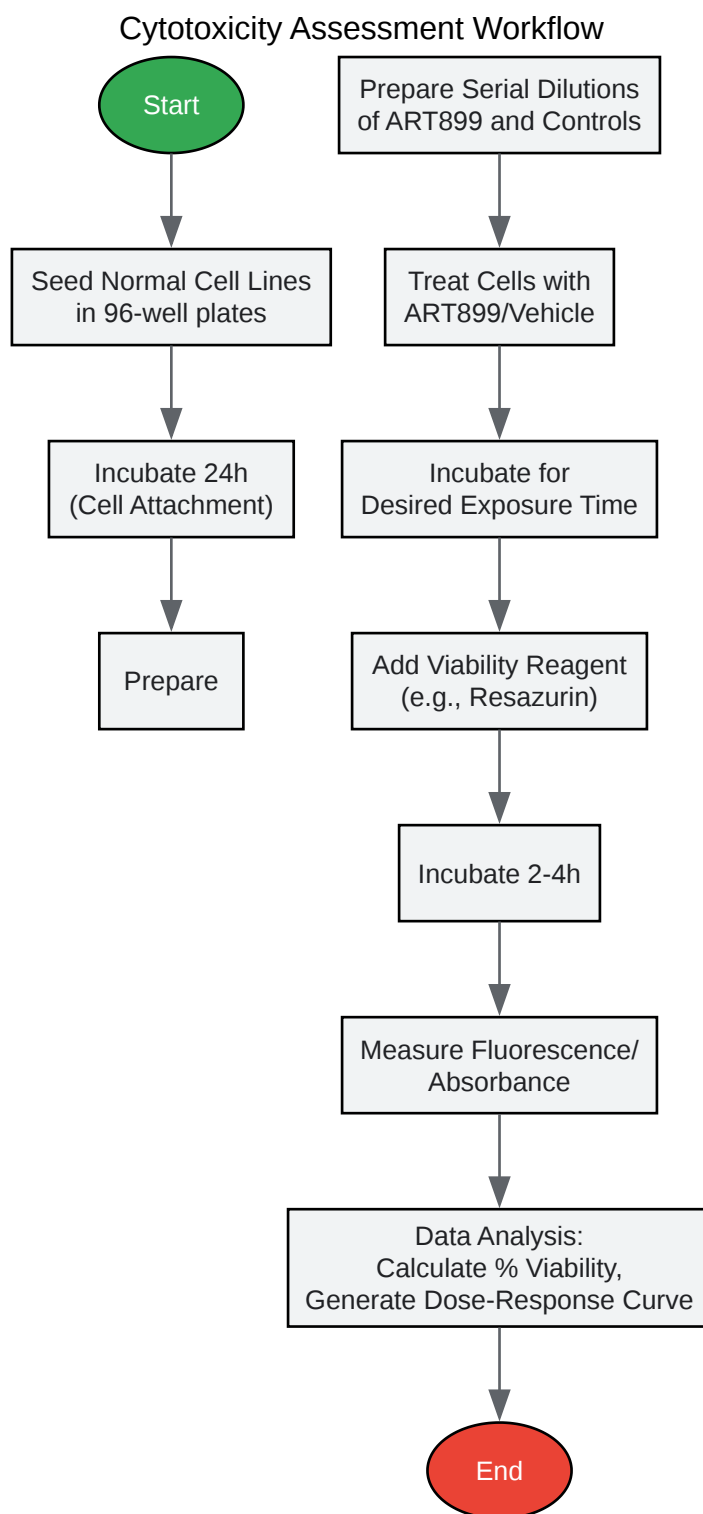 Cytotoxicity Assessment Workflow
Start
Seed Normal Cell Lines
in 96-well plates
Incubate 24h
(Cell Attachment)
Prepare
Prepare Serial Dilutions
of ART899 and Controls
Treat Cells with
ART899/Vehicle
Incubate for
Desired Exposure Time
Add Viability Reagent
(e.g., Resazurin)
Incubate 2-4h
Measure Fluorescence/
Absorbance
Data Analysis:
Calculate % Viability,
Generate Dose-Response Curve
End